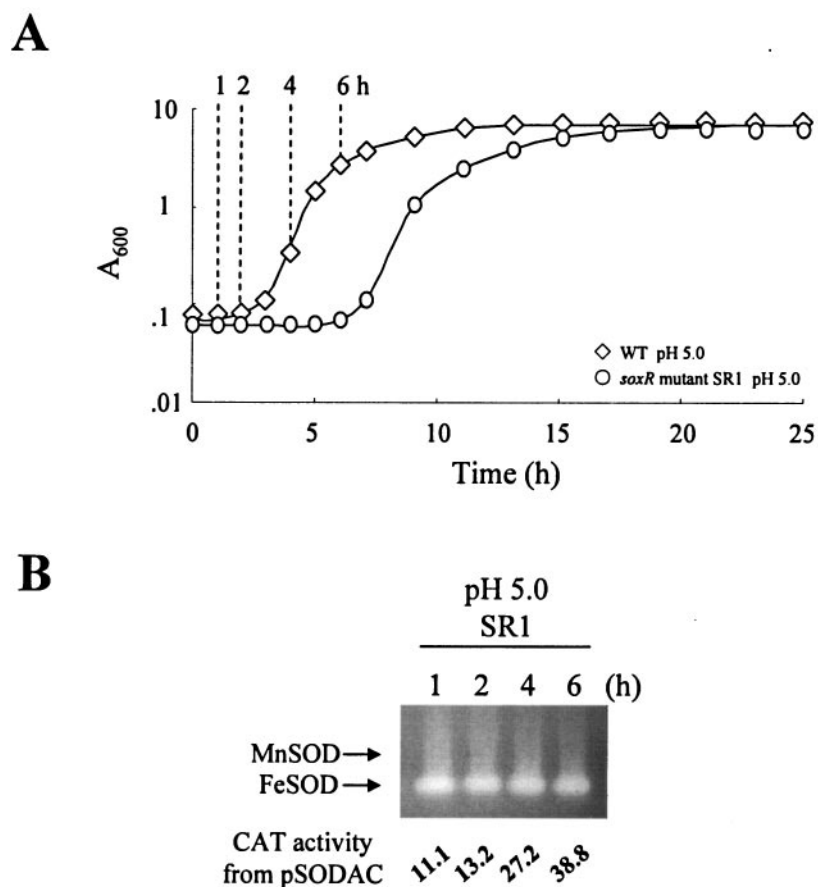 A
1 2 4 6 h
10
1
.1
.01
A600
0 5 10 15 20 25
Time (h)
WT pH 5.0
soxR mutant SR1 pH 5.0
B
pH 5.0
SR1
1 2 4 6 (h)
MnSOD
FeSOD
CAT activity
from pSODAC
11.1 13.2 27.2 38.8